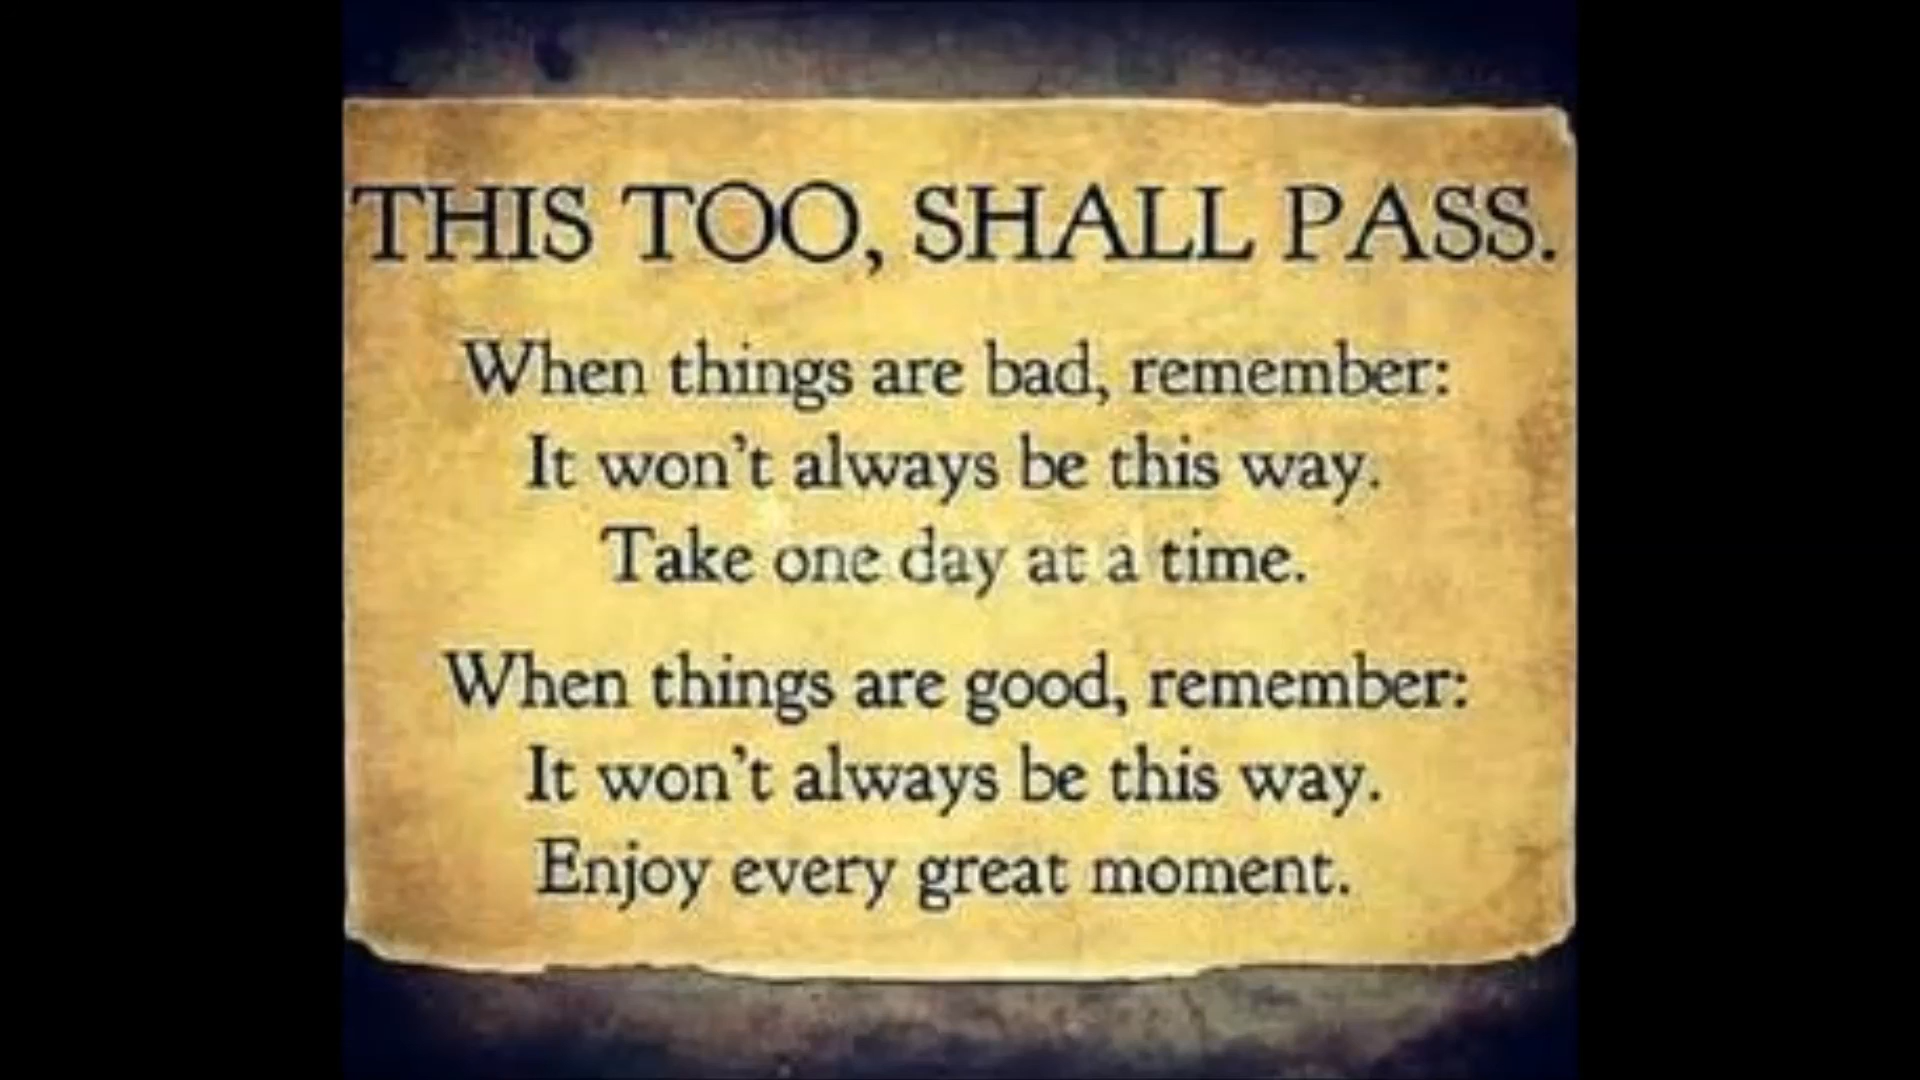 THIS TOO, SHALL PASS.
When things are bad, remember:
It won't always be this way.
Take one day at a time.
When things are good, remember:
It won't always be this way.
Enjoy every great moment.